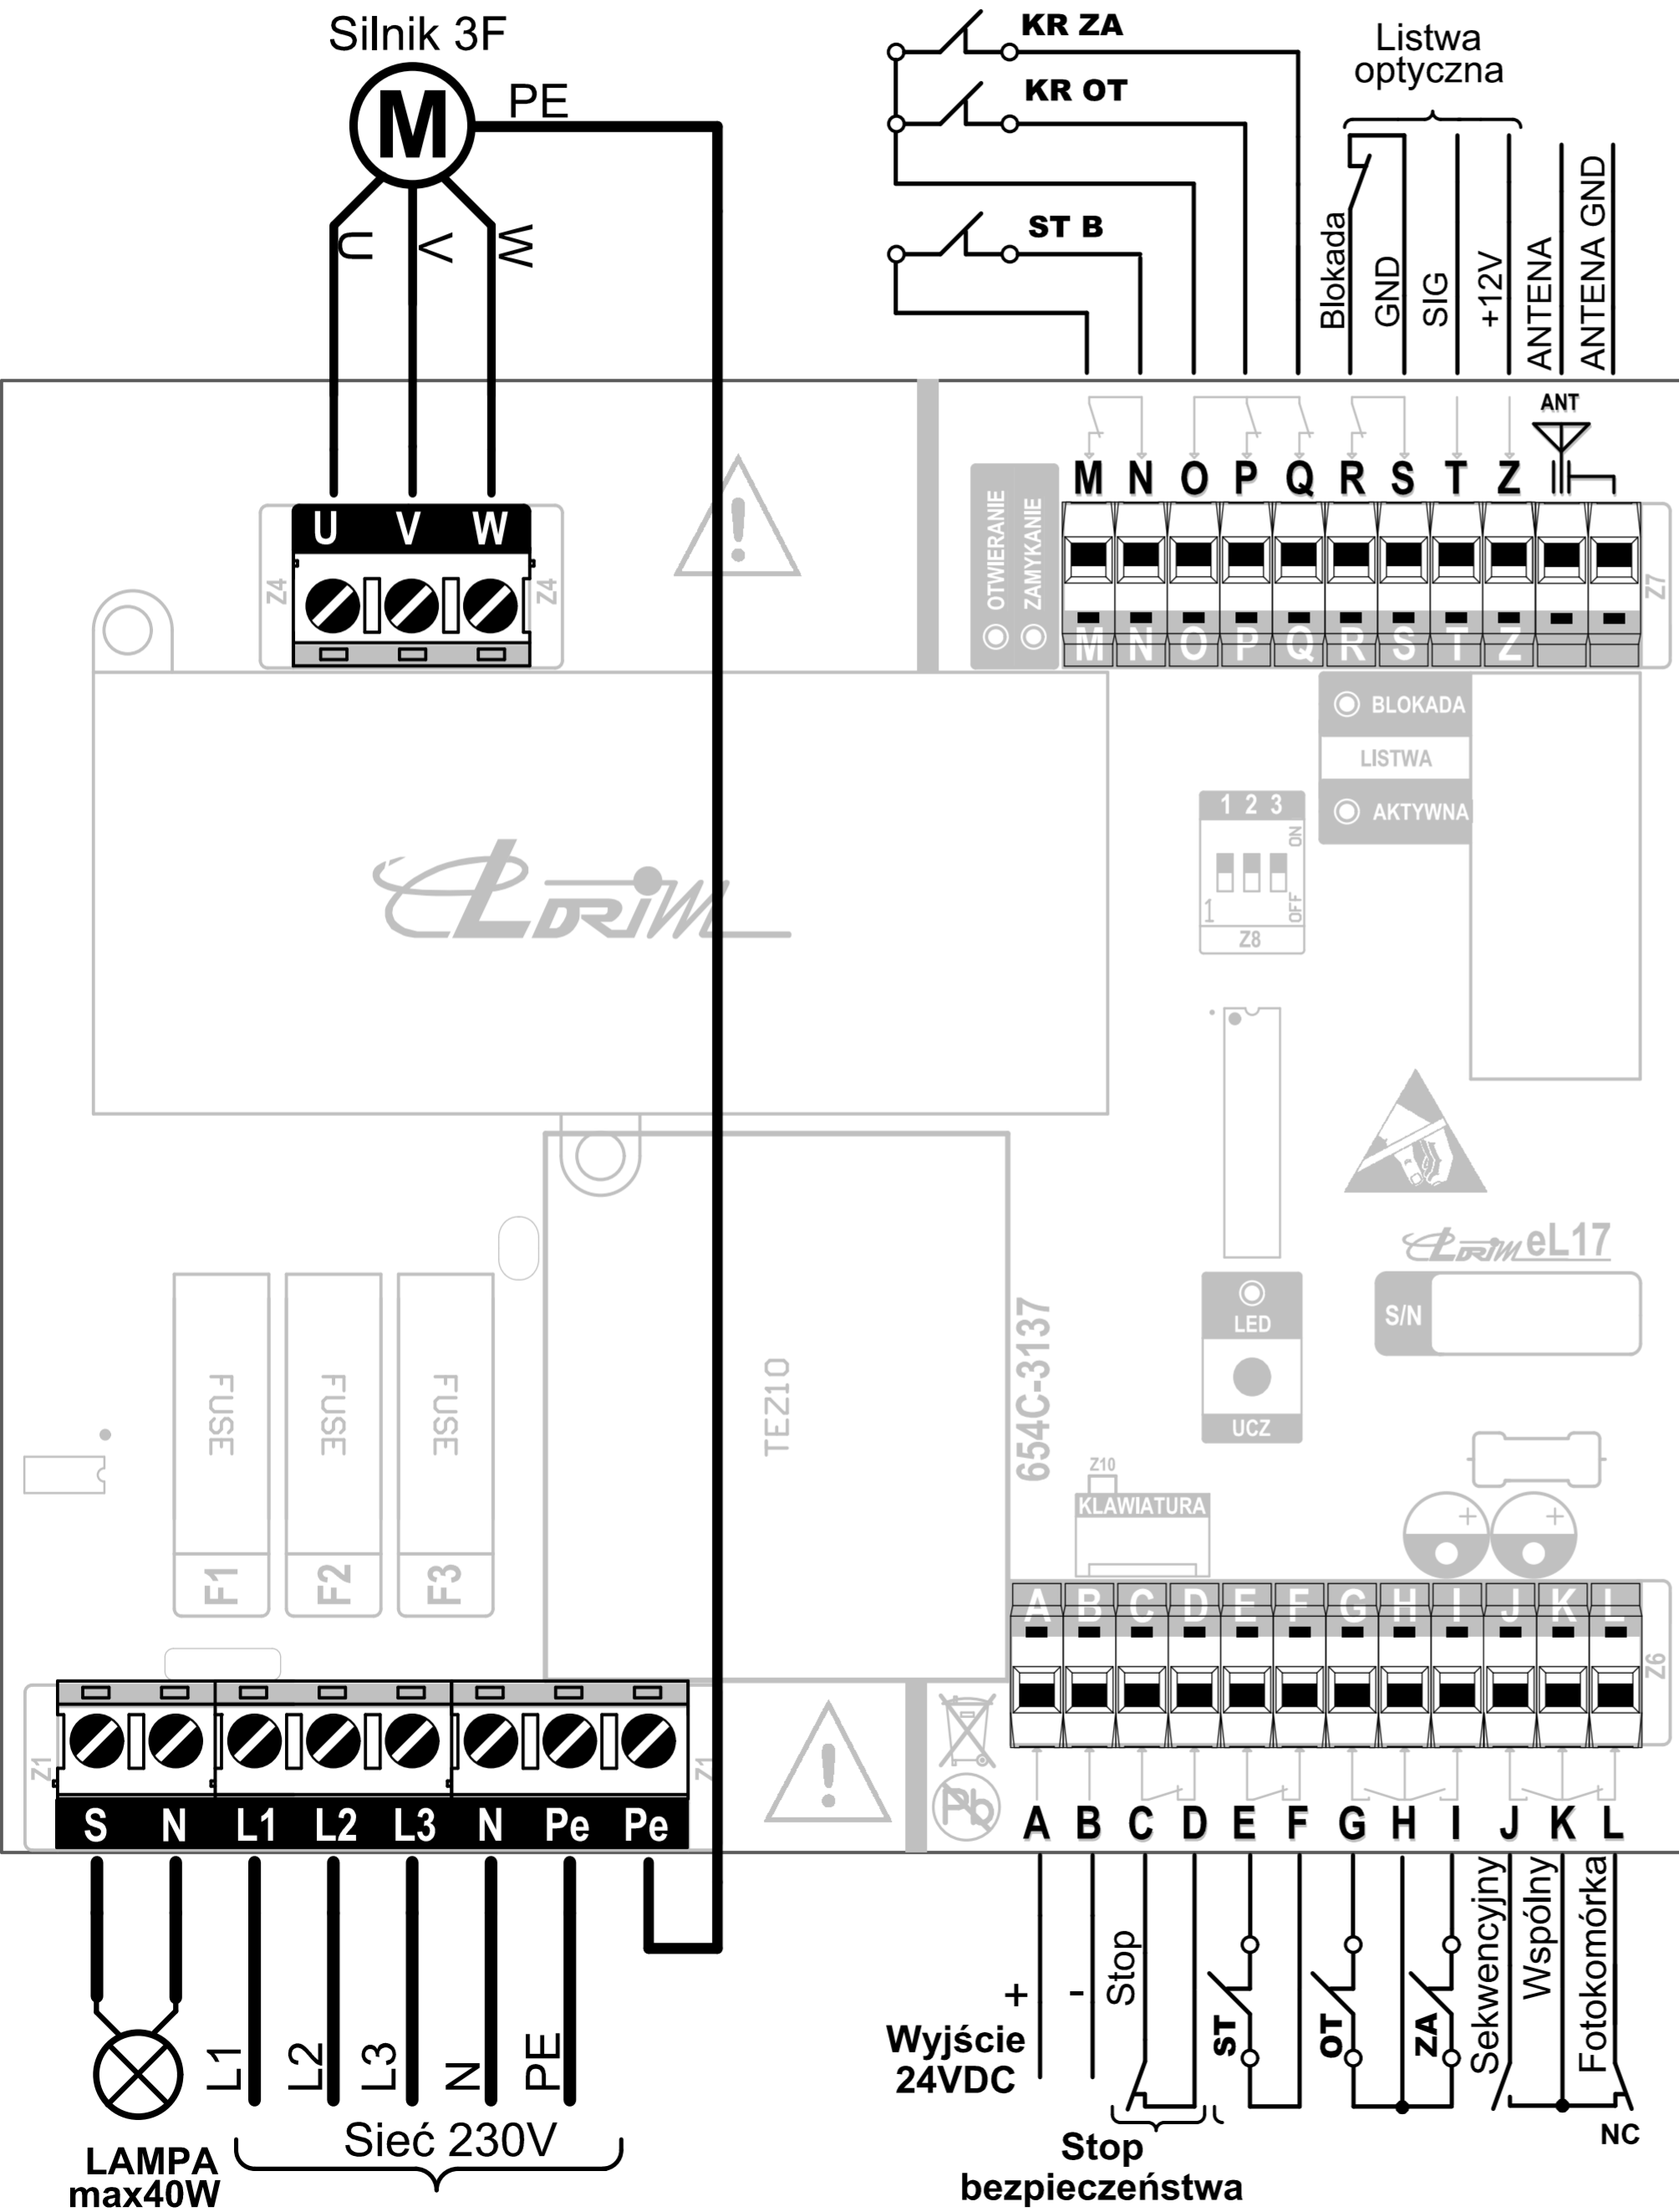 Silnik 3F
M
PE
U
V
W
KR ZA
KR OT
ST B
Listwa
optyczna
Blokada
GND
SIG
+12V
ANTENA
ANTENA GND
ANT
U V W
Z4
Z4
OTWIERANIE
ZAMYKANIE
M N O P Q R S T Z
M N O P Q R S T Z
Z7
BLOKADA
LISTWA
AKTYWNA
1 2 3
ON
OFF
1
Z8
ELDRIM
ELDRIM eL17
S/N
LED
UCZ
654C-3137
TEZ10
FUSE
FUSE
FUSE
F1
F2
F3
Z10
KLAWIATURA
+
+
A B C D E F G H I J K L
Z6
Z1
Z1
S N L1 L2 L3 N Pe Pe
Pb
A B C D E F G H I J K L
L1
L2
L3
N
PE
Sieć 230V
LAMPA
max40W
+
-
Wyjście
24VDC
Stop
Stop
bezpieczeństwa
ST
OT
ZA
Sekwencyjny
Wspólny
Fotokomórka
NC